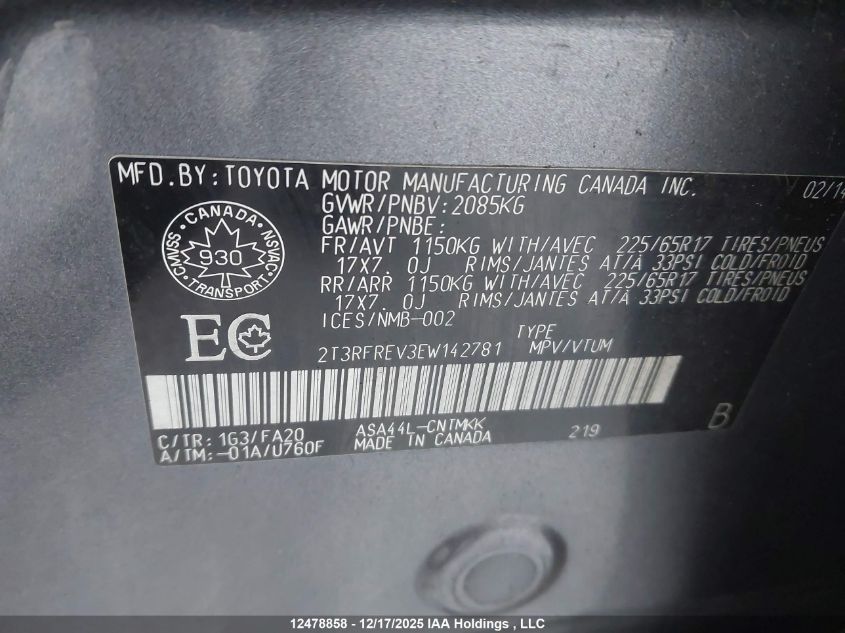 MFD.BY:TOYOTA MOTOR MANUFACTURING CANADA INC. 02/14
GVWR/PNBV:2085KG
GAWR/PNBE:
FR/AVT 1150KG WITH/AVEC 225/65R17 TIRES/PNEUS
17X7.0J RIMS/JANTES AT/À 33PSI COLD/FROID
RR/ARR 1150KG WITH/AVEC 225/65R17 TIRES/PNEUS
17X7.0J RIMS/JANTES AT/À 33PSI COLD/FROID
ICES/NMB-002
CANADA
CMVSS 930 NSVAC
TRANSPORT
EC
TYPE
2T3RFREV3EW142781 MPV/VTUM
C/TR: 1G3/FA20 ASA44L-CNTMKK 219 B
A/TM:-01A/U760F MADE IN CANADA
12478858 - 12/17/2025 IAA Holdings , LLC